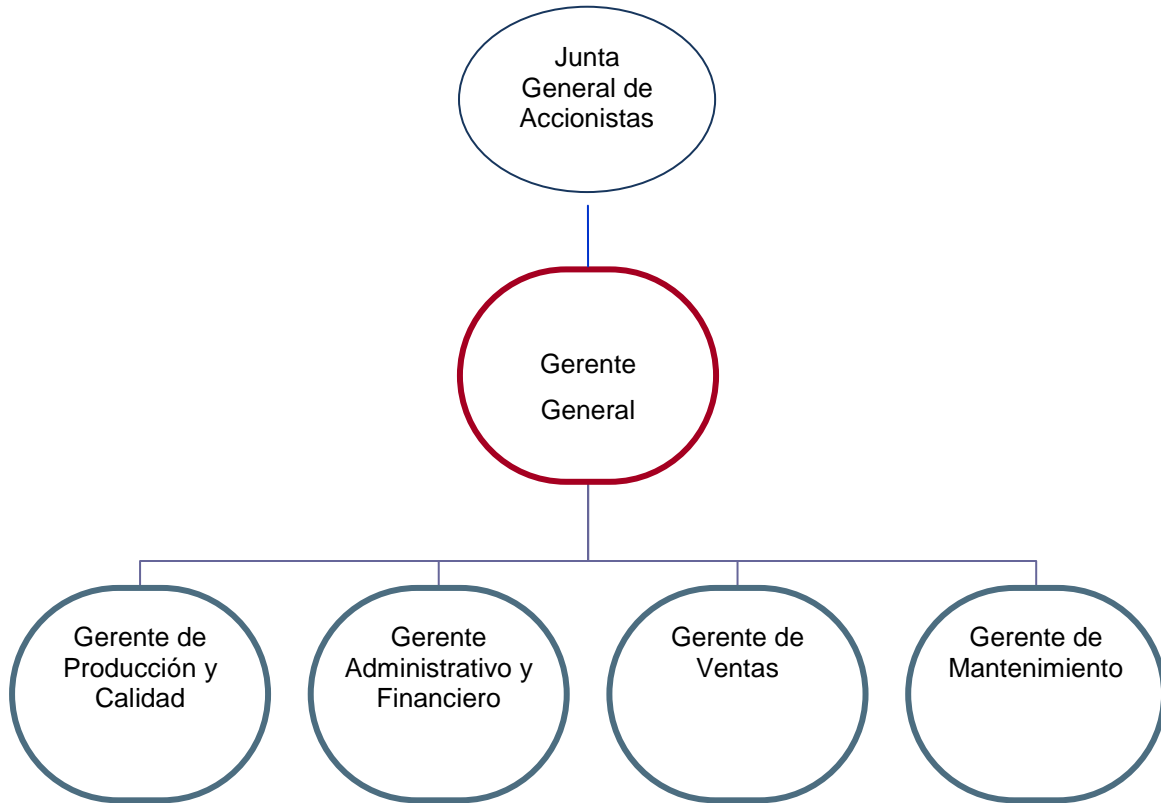 Junta
General de
Accionistas
Gerente
General
Gerente de
Producción y
Calidad
Gerente
Administrativo y
Financiero
Gerente de
Ventas
Gerente de
Mantenimiento